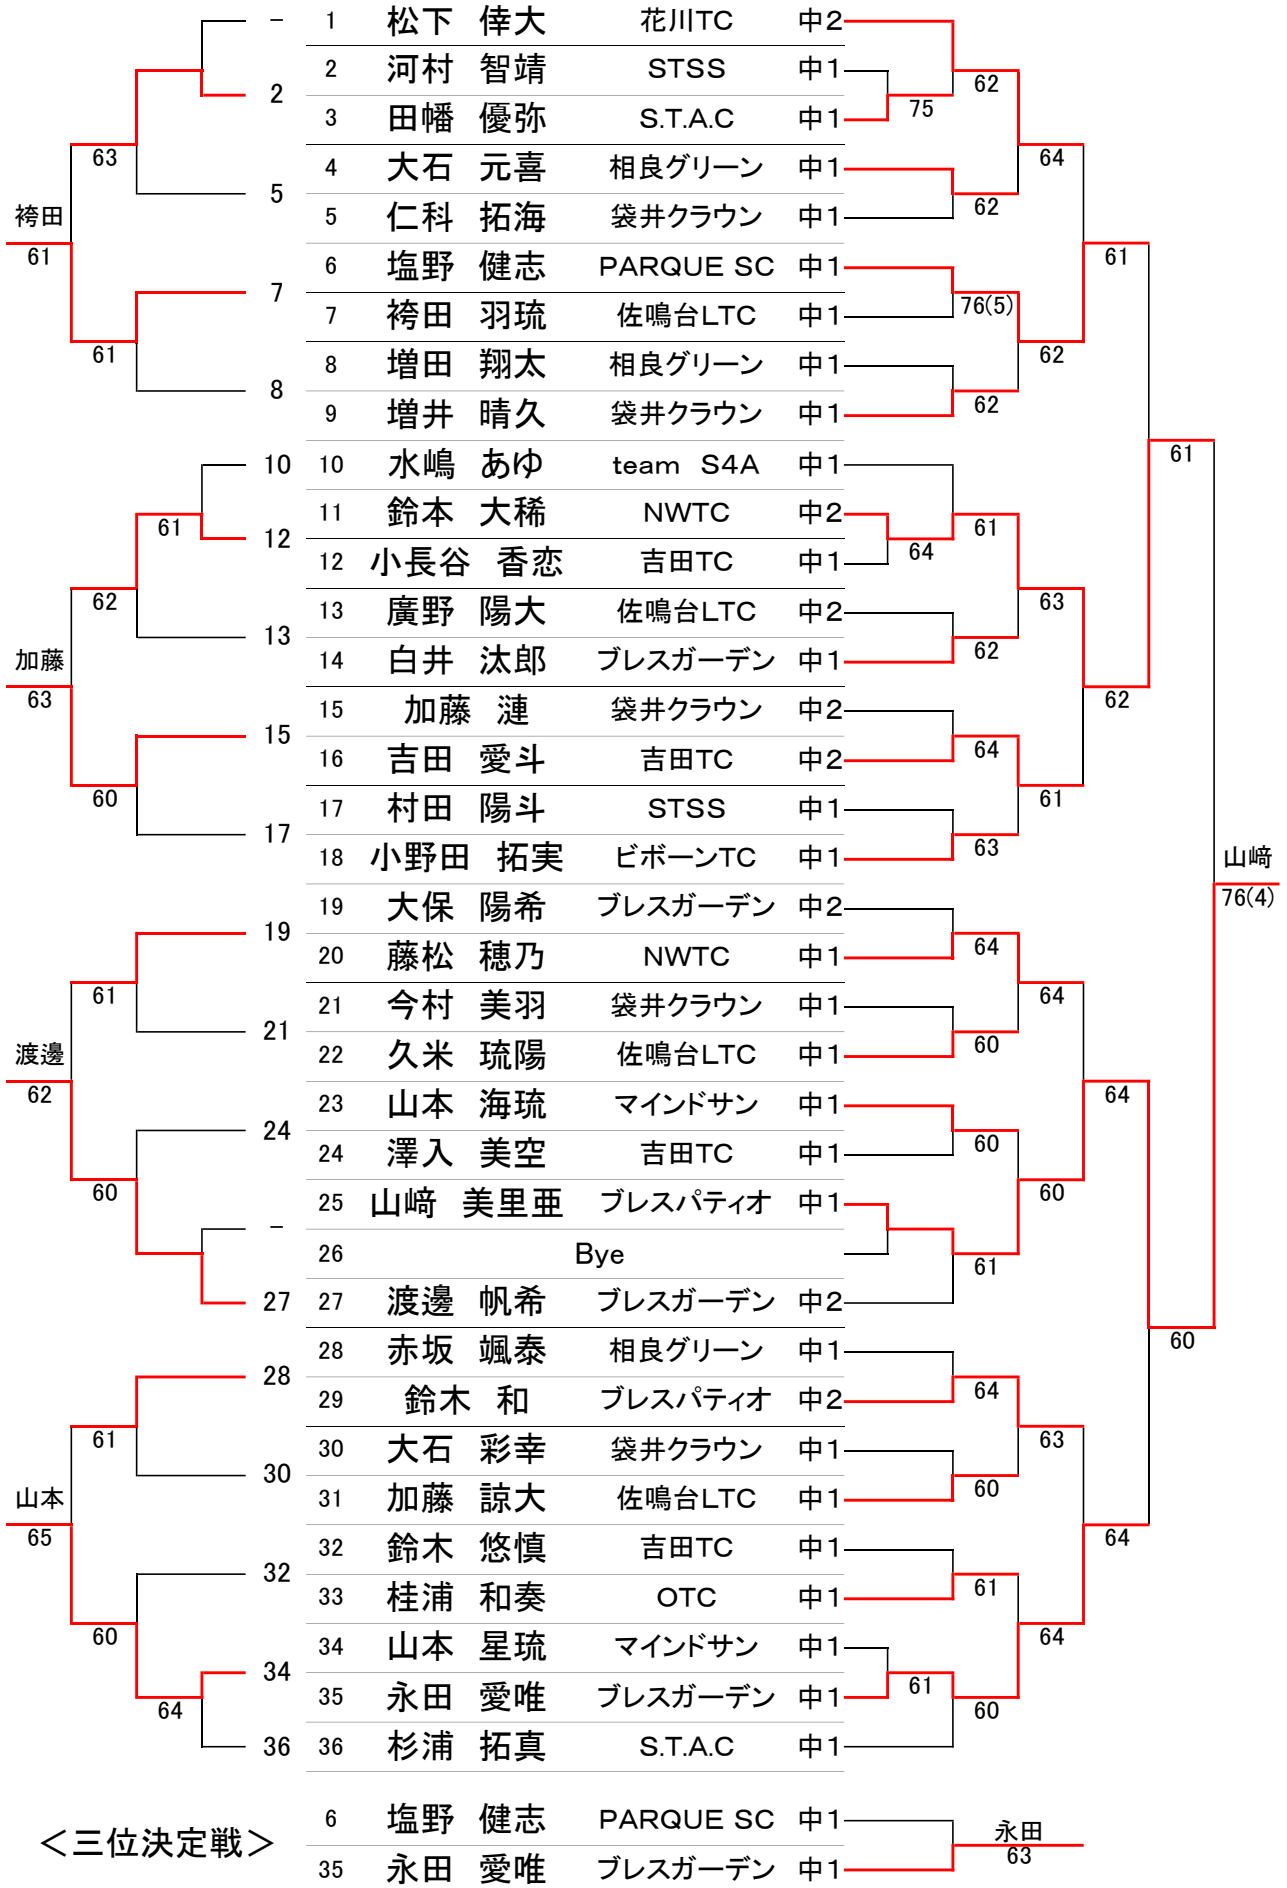 － 1 松下　倖大 花川TC 中2
2 河村　智靖 STSS 中1 62
2 75
3 田幡　優弥 S.T.A.C 中1
63 64
4 大石　元喜 相良グリーン 中1
5 62
袴田 5 仁科　拓海 袋井クラウン 中1
61 61
6 塩野　健志 PARQUE SC 中1
7 76(5)
7 袴田　羽琉 佐鳴台LTC 中1
61 62
8 増田　翔太 相良グリーン 中1
8 62
9 増井　晴久 袋井クラウン 中1
61
10 10 水嶋　あゆ team　S4A 中1
61 11 鈴本　大稀 NWTC 中2 61
12 64
12 小長谷　香恋 吉田TC 中1
62 63
13 廣野　陽大 佐鳴台LTC 中2
13 62
加藤 14 白井　汰郎 ブレスガーデン 中1
63 62
15 加藤　漣 袋井クラウン 中2
15 64
16 吉田　愛斗 吉田TC 中2
60 61
17 村田　陽斗 STSS 中1
17 63
18 小野田　拓実 ビボーンTC 中1 山﨑
76(4)
19 大保　陽希 ブレスガーデン 中2
19 64
20 藤松　穂乃 NWTC 中1
61 64
21 今村　美羽 袋井クラウン 中1
21 60
渡邊 22 久米　琉陽 佐鳴台LTC 中1
62 64
23 山本　海琉 マインドサン 中1
24 60
24 澤入　美空 吉田TC 中1
60 60
25 山﨑　美里亜 ブレスパティオ 中1
－
26 Bye 61
27 27 渡邊　帆希 ブレスガーデン 中2
60
28 赤坂　颯泰 相良グリーン 中1
28 64
29 鈴木　和 ブレスパティオ 中2
61 63
30 大石　彩幸 袋井クラウン 中1
30 60
山本 31 加藤　諒大 佐鳴台LTC 中1
65 64
32 鈴木　悠慎 吉田TC 中1
32 61
33 桂浦　和奏 OTC 中1
60 64
34 山本　星琉 マインドサン 中1
34 61
64 35 永田　愛唯 ブレスガーデン 中1 60
36 36 杉浦　拓真 S.T.A.C 中1
6 塩野　健志 PARQUE SC 中1
＜三位決定戦＞ 永田
63
35 永田　愛唯 ブレスガーデン 中1